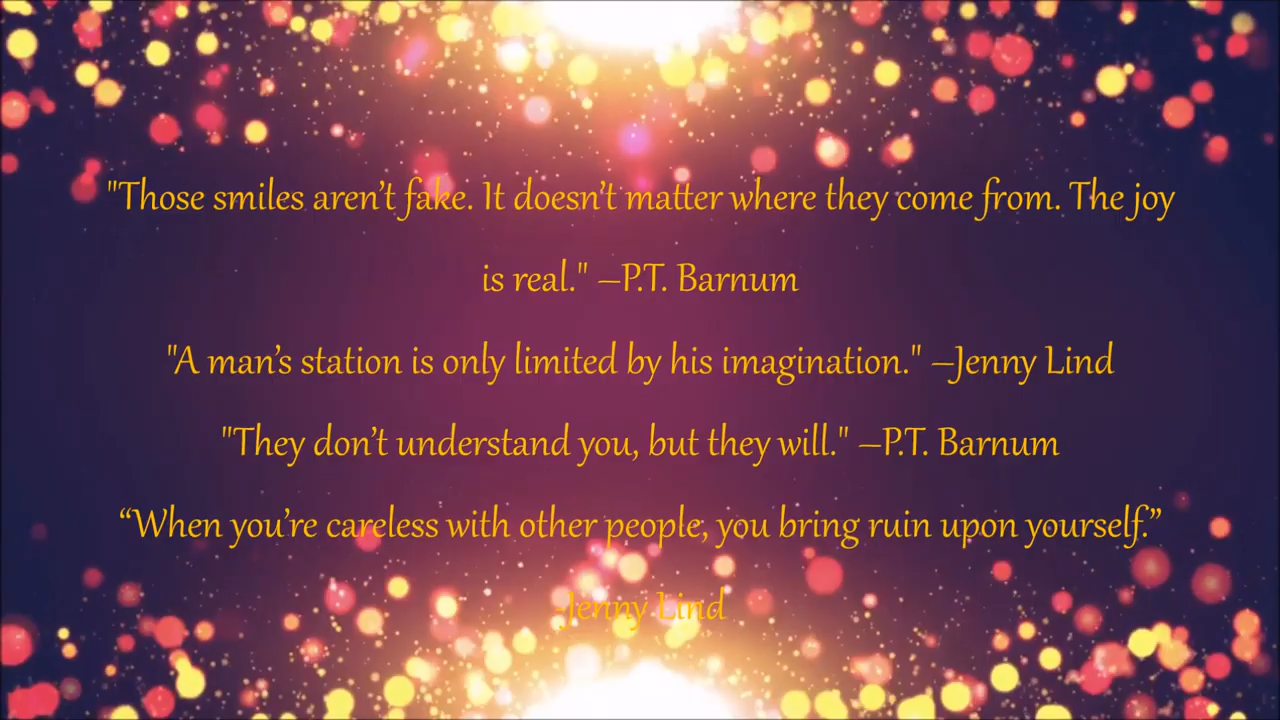 "Those smiles aren’t fake. It doesn’t matter where they come from. The joy
is real." –P.T. Barnum
"A man’s station is only limited by his imagination." –Jenny Lind
"They don’t understand you, but they will." –P.T. Barnum
“When you’re careless with other people, you bring ruin upon yourself.”
-Jenny Lind